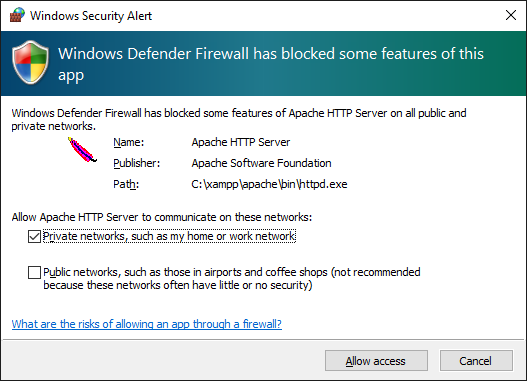 Windows Security Alert
Windows Defender Firewall has blocked some features of this
app
Windows Defender Firewall has blocked some features of Apache HTTP Server on all public and
private networks.
Name: Apache HTTP Server
Publisher: Apache Software Foundation
Path: C:\xampp\apache\bin\httpd.exe
Allow Apache HTTP Server to communicate on these networks:
Private networks, such as my home or work network
Public networks, such as those in airports and coffee shops (not recommended
because these networks often have little or no security)
What are the risks of allowing an app through a firewall?
Allow access Cancel